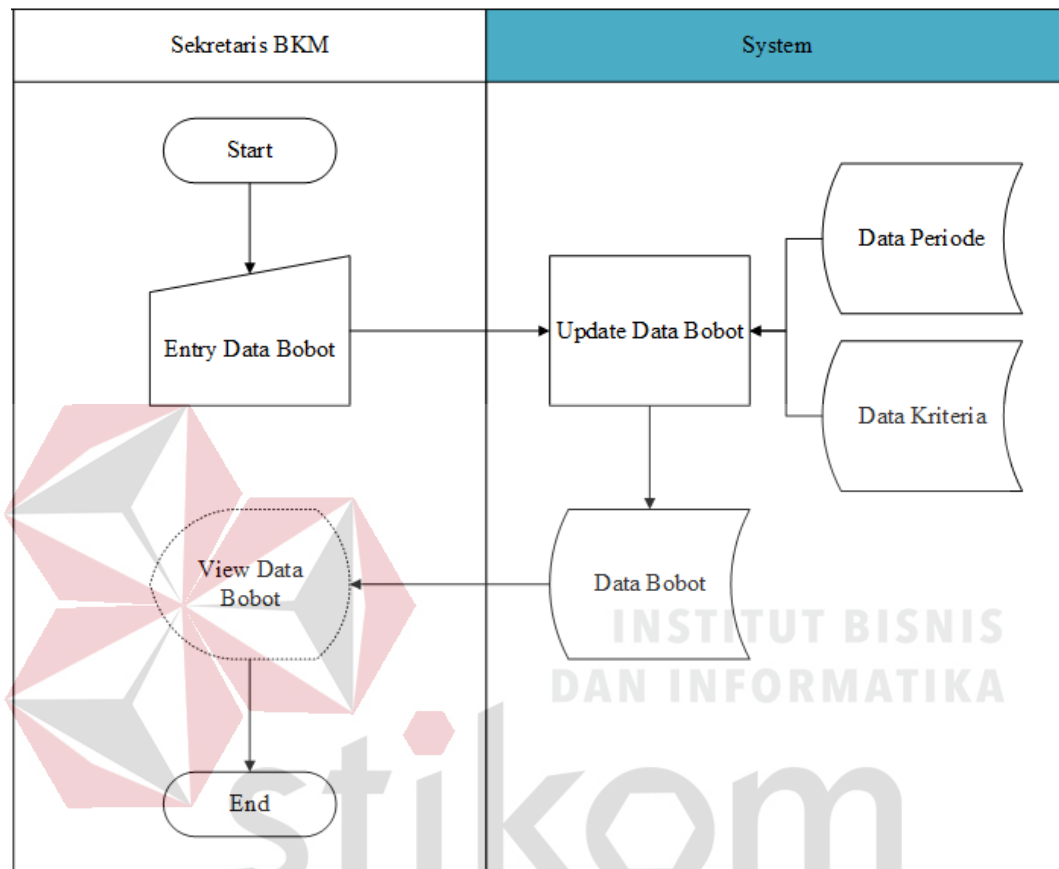 Sekretaris BKM
System
Start
Data Periode
Entry Data Bobot
Update Data Bobot
Data Kriteria
View Data
Bobot
Data Bobot
INSTITUT BISNIS
DAN INFORMATIKA
stikom
End